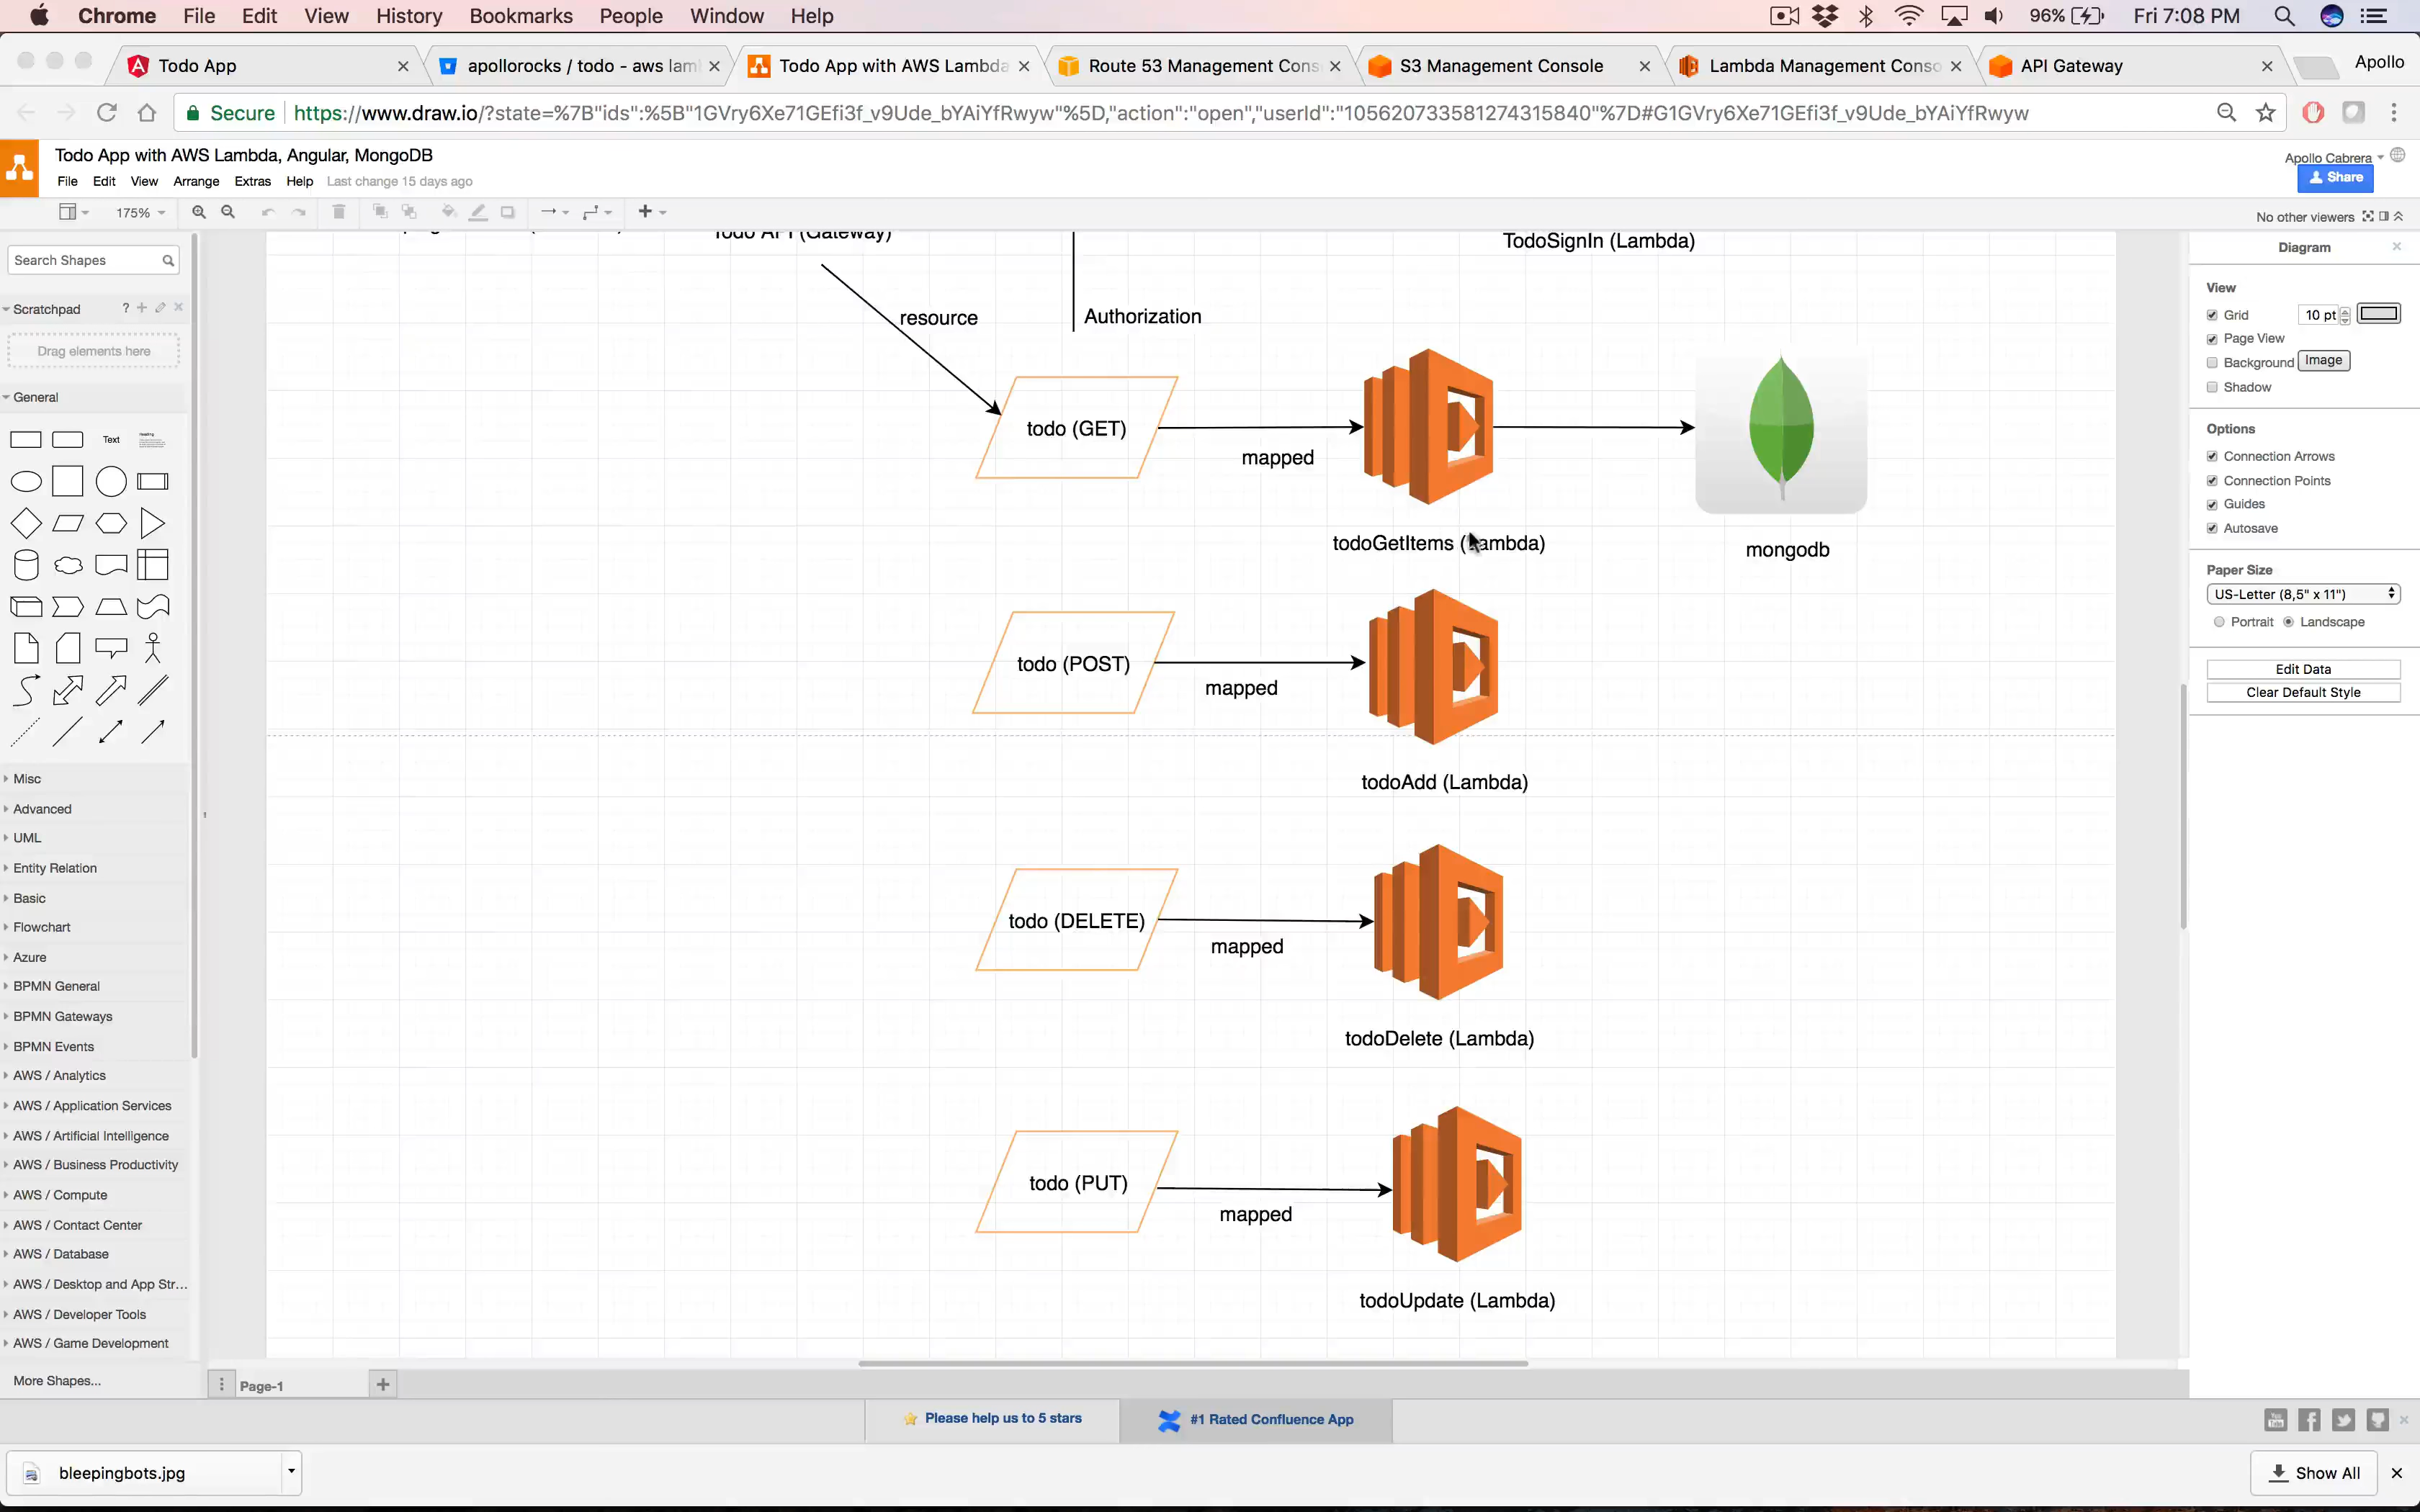 Chrome File Edit View History Bookmarks People Window Help
96% Fri 7:08 PM
Todo App
apollorocks / todo - aws lam
Todo App with AWS Lambda
Route 53 Management Cons
S3 Management Console
Lambda Management Conso
API Gateway
Apollo
Secure https://www.draw.io/?state=%7B"ids":%5B"1GVry6Xe71GEfi3f_v9Ude_bYAiYfRwyw"%5D,"action":"open","userId":"105620733581274315840"%7D#G1GVry6Xe71GEfi3f_v9Ude_bYAiYfRwyw
Todo App with AWS Lambda, Angular, MongoDB
Apollo Cabrera
File Edit View Arrange Extras Help Last change 15 days ago
Share
175%
No other viewers
Search Shapes
Scratchpad
?
Drag elements here
General
Text
Misc
Advanced
UML
Entity Relation
Basic
Flowchart
Azure
BPMN General
BPMN Gateways
BPMN Events
AWS / Analytics
AWS / Application Services
AWS / Artificial Intelligence
AWS / Business Productivity
AWS / Compute
AWS / Contact Center
AWS / Database
AWS / Desktop and App Str...
AWS / Developer Tools
AWS / Game Development
More Shapes...
Todo API (Gateway)
TodoSignIn (Lambda)
resource
Authorization
todo (GET)
mapped
todoGetItems (Lambda)
mongodb
todo (POST)
mapped
todoAdd (Lambda)
todo (DELETE)
mapped
todoDelete (Lambda)
todo (PUT)
mapped
todoUpdate (Lambda)
Diagram
View
Grid 10 pt
Page View
Background Image
Shadow
Options
Connection Arrows
Connection Points
Guides
Autosave
Paper Size
US-Letter (8,5" x 11")
Portrait Landscape
Edit Data
Clear Default Style
Page-1
Please help us to 5 stars
#1 Rated Confluence App
bleepingbots.jpg
Show All